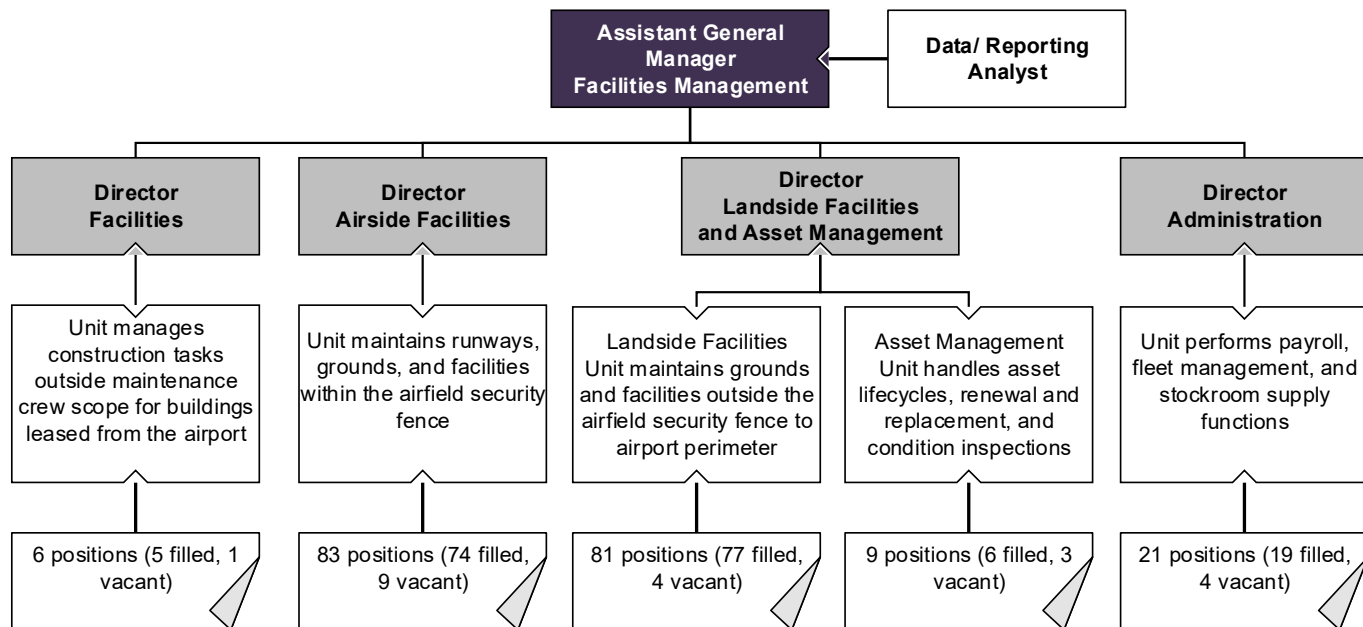 Assistant General
Manager
Facilities Management
Data/ Reporting
Analyst
Director
Facilities
Director
Airside Facilities
Director
Landside Facilities
and Asset Management
Director
Administration
Unit manages
construction tasks
outside maintenance
crew scope for buildings
leased from the airport
Unit maintains runways,
grounds, and facilities
within the airfield security
fence
Landside Facilities
Unit maintains grounds
and facilities outside the
airfield security fence to
airport perimeter
Asset Management
Unit handles asset
lifecycles, renewal and
replacement, and
condition inspections
Unit performs payroll,
fleet management, and
stockroom supply
functions
6 positions (5 filled, 1
vacant)
83 positions (74 filled,
9 vacant)
81 positions (77 filled,
4 vacant)
9 positions (6 filled, 3
vacant)
21 positions (19 filled,
4 vacant)